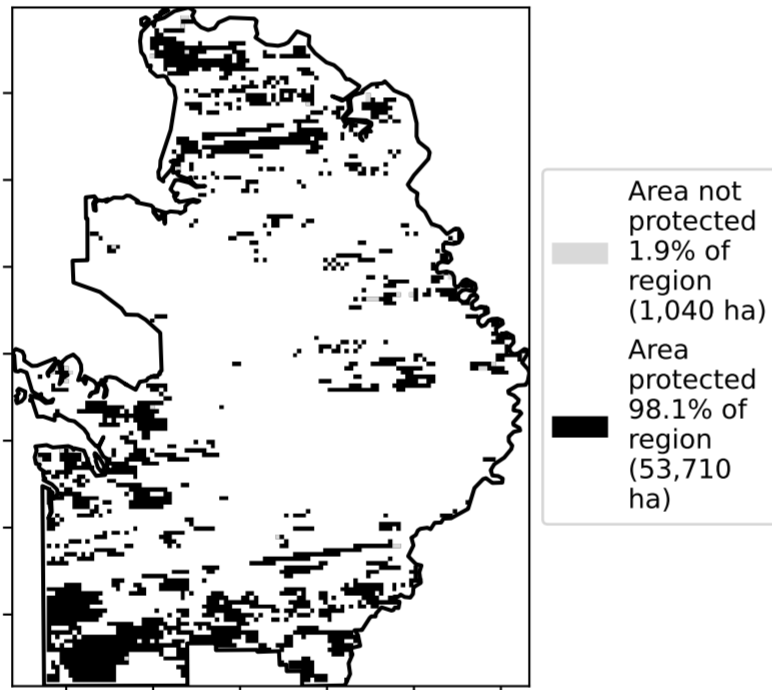 Area not
protected
1.9% of
region
(1,040 ha)
Area
protected
98.1% of
region
(53,710
ha)